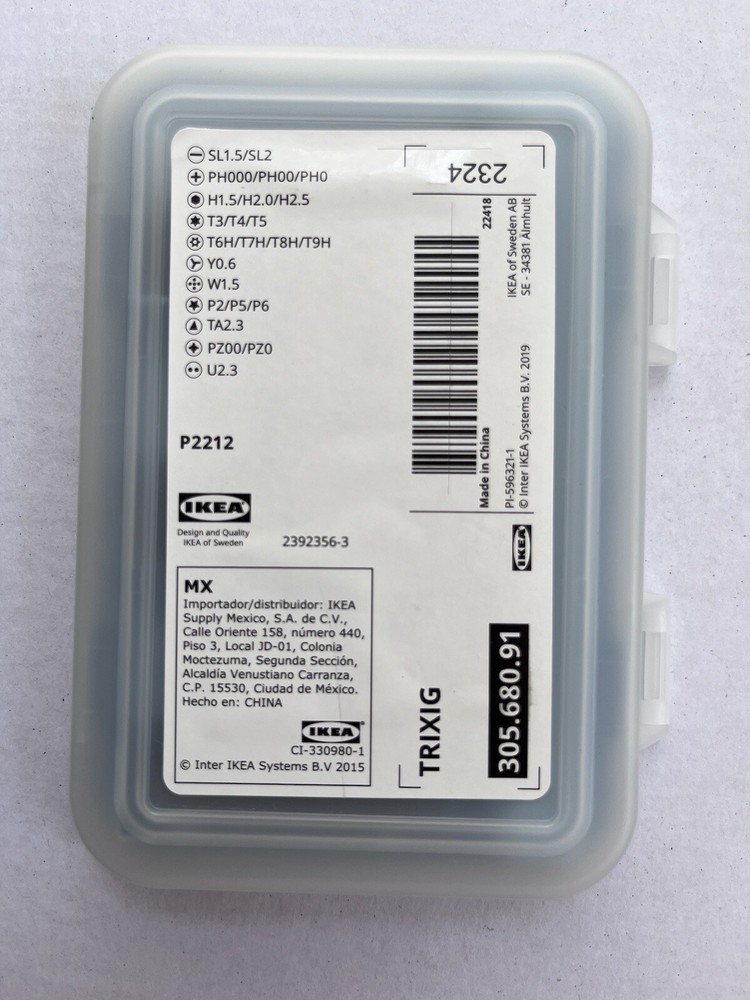 SL1.5/SL2
PH000/PH00/PH0
H1.5/H2.0/H2.5
T3/T4/T5
T6H/T7H/T8H/T9H
Y0.6
W1.5
P2/P5/P6
TA2.3
PZ00/PZ0
U2.3
P2212
IKEA
Design and Quality
IKEA of Sweden
2392356-3
MX
Importador/distribuidor: IKEA
Supply Mexico, S.A. de C.V.,
Calle Oriente 158, número 440,
Piso 3, Local JD-01, Colonia
Moctezuma, Segunda Sección,
Alcaldía Venustiano Carranza,
C.P. 15530, Ciudad de México.
Hecho en: CHINA
IKEA®
CI-330980-1
© Inter IKEA Systems B.V 2015
2324
22418
Made in China
IKEA of Sweden AB
SE - 34381 Älmhult
PI-596321-1
© Inter IKEA Systems B.V. 2019
IKEA
TRIXIG
305.680.91